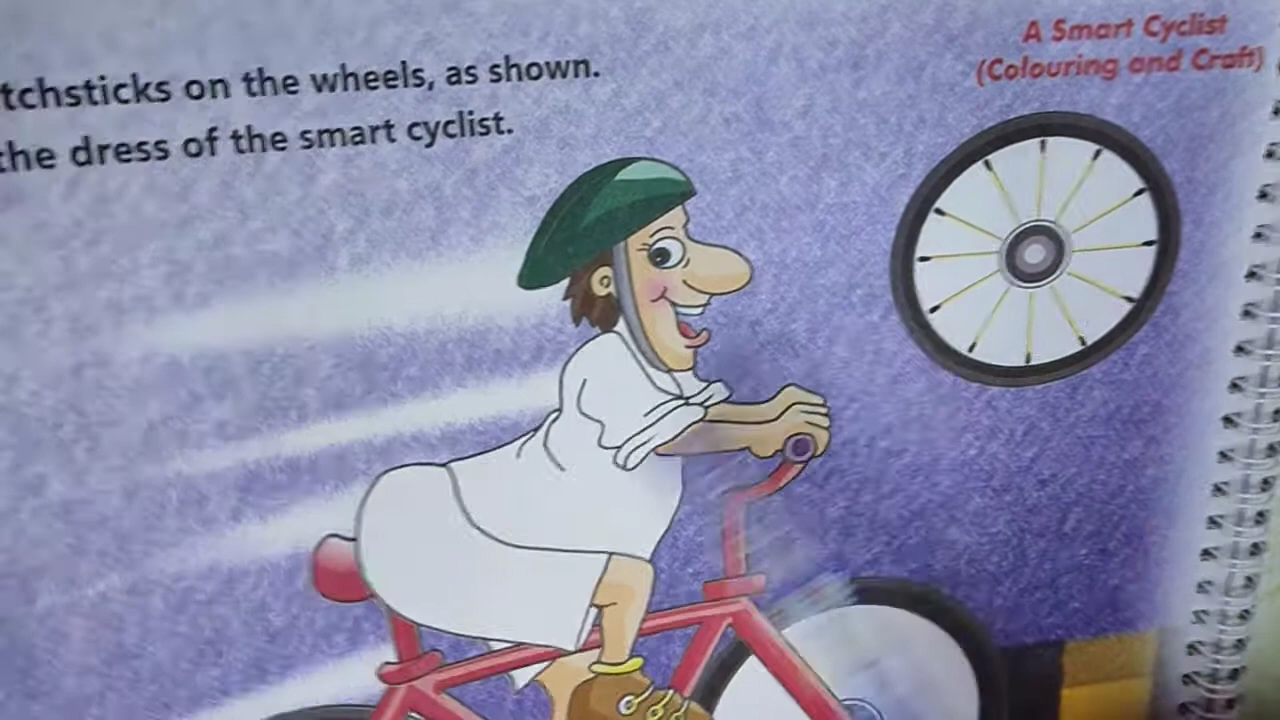 A Smart Cyclist
(Colouring and Craft)
tchsticks on the wheels, as shown.
the dress of the smart cyclist.